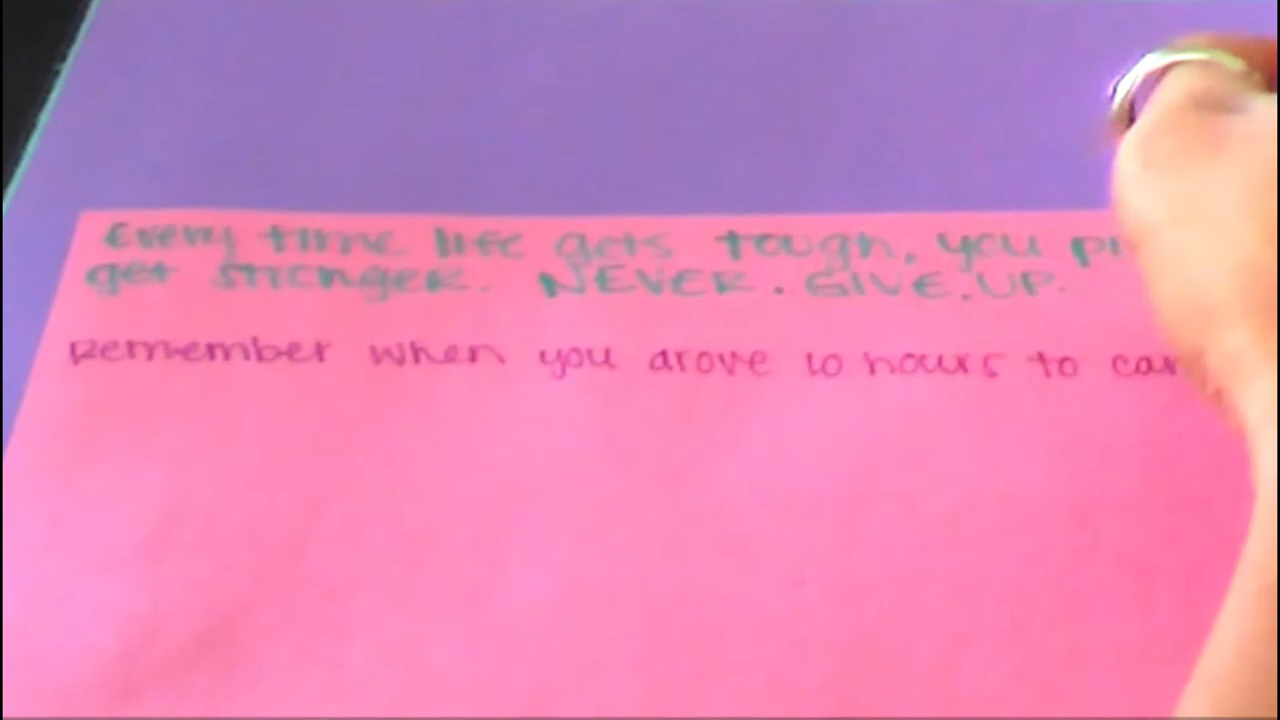 Every time life gets tough, you
get stronger. NEVER. GIVE. UP.
Remember when you drove 10 hours to